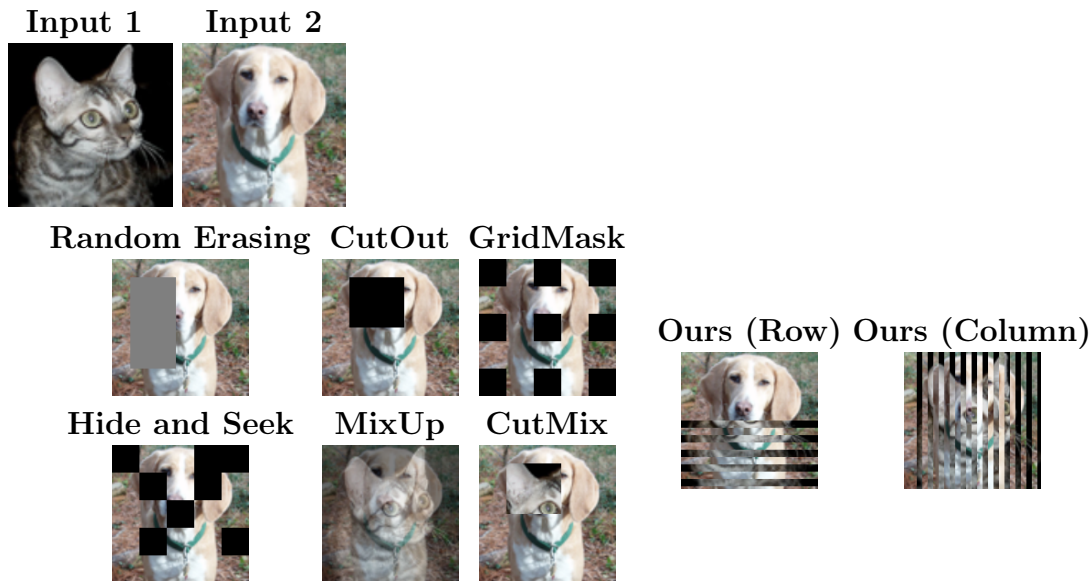 Input 1 Input 2
Random Erasing CutOut GridMask
Ours (Row) Ours (Column)
Hide and Seek MixUp CutMix